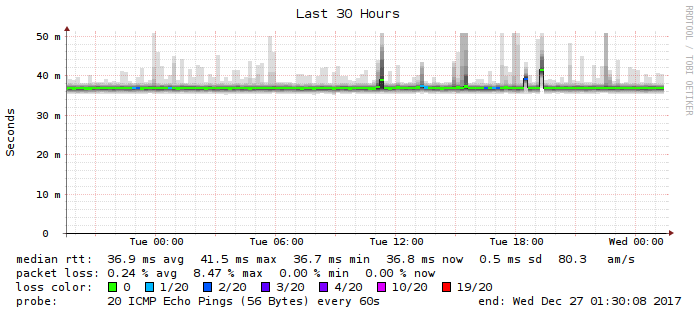 Last 30 Hours
RRDTOOL / TOBI OETIKER
Seconds
50 m
40 m
30 m
20 m
10 m
0
Tue 00:00 Tue 06:00 Tue 12:00 Tue 18:00 Wed 00:00
median rtt: 36.9 ms avg 41.5 ms max 36.7 ms min 36.8 ms now 0.5 ms sd 80.3 am/s
packet loss: 0.24 % avg 8.47 % max 0.00 % min 0.00 % now
loss color: 0 1/20 2/20 3/20 4/20 10/20 19/20
probe: 20 ICMP Echo Pings (56 Bytes) every 60s end: Wed Dec 27 01:30:08 2017